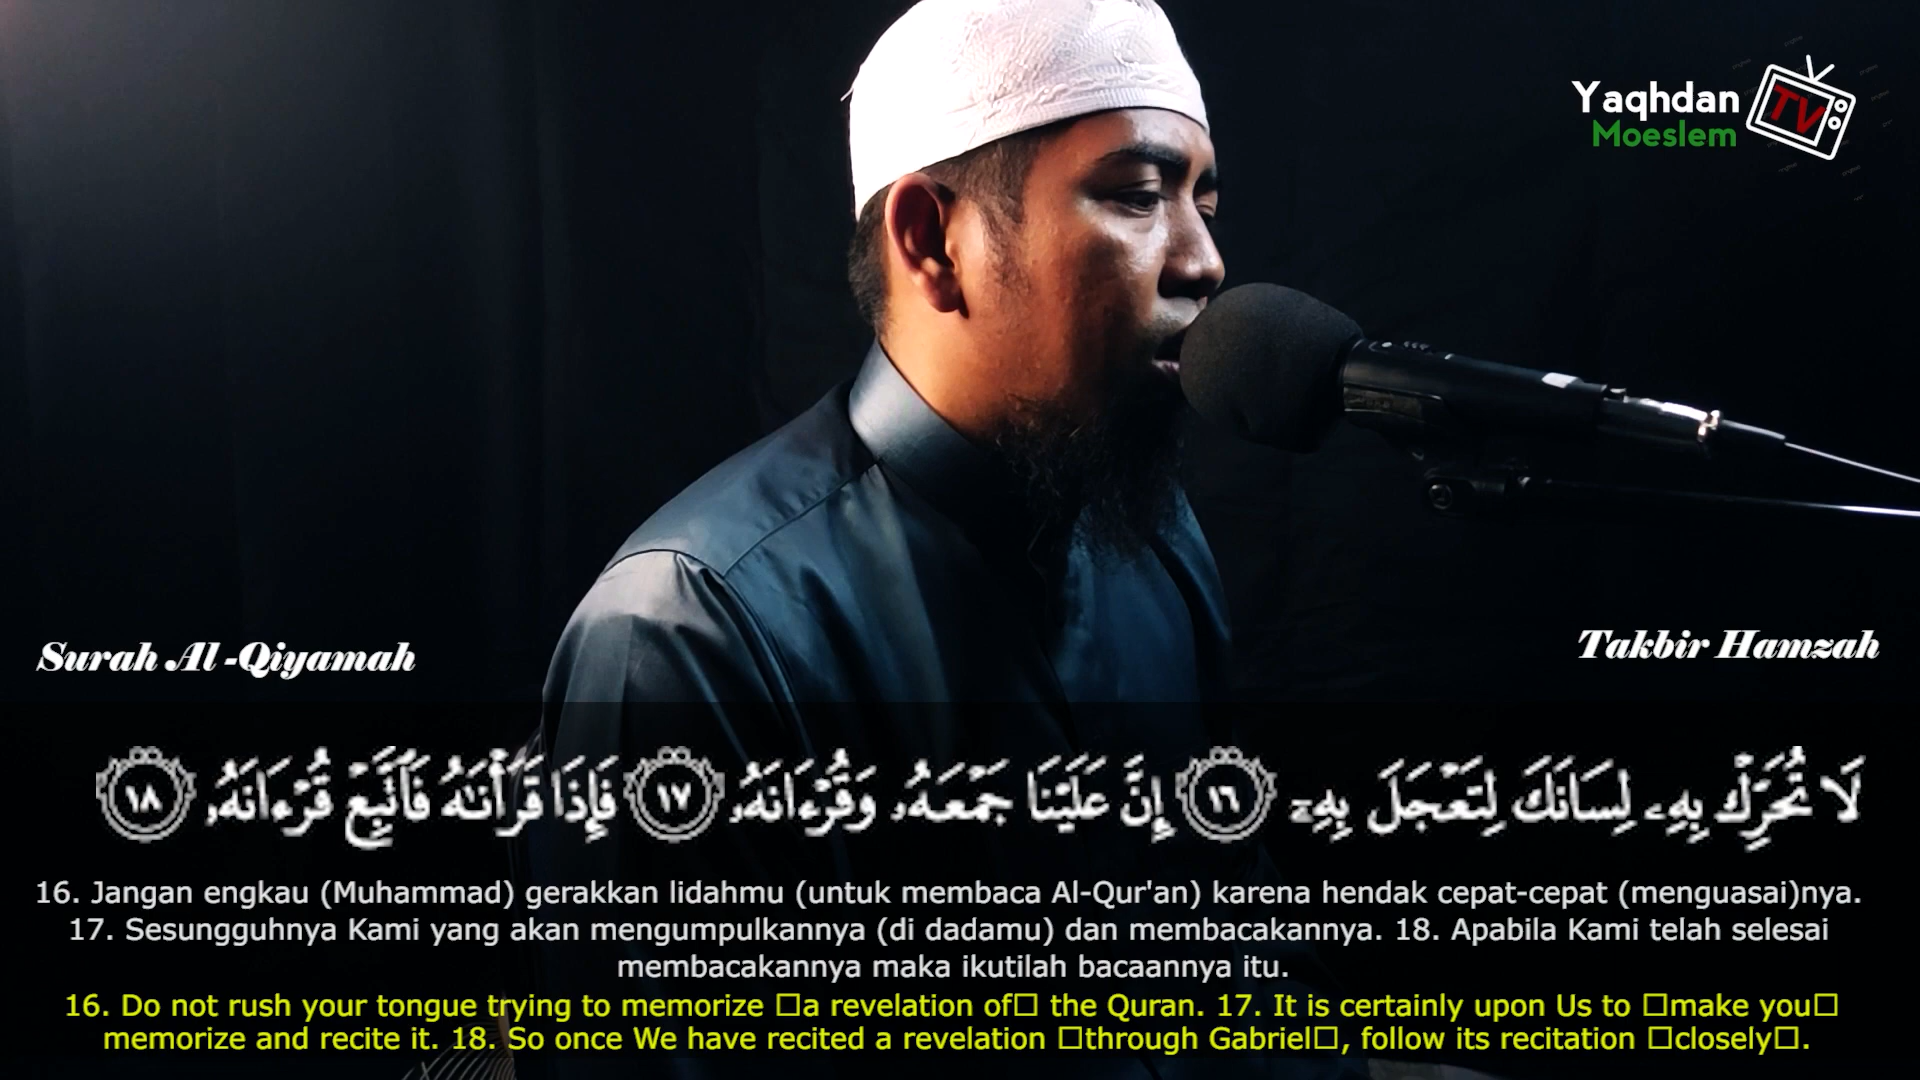 Yaqhdan
Moeslem
TV
Surah Al-Qiyamah
Takbir Hamzah
لَا تُحَرِّكْ بِهِۦ لِسَانَكَ لِتَعْجَلَ بِهِۦٓ ١٦ إِنَّ عَلَيْنَا جَمْعَهُۥ وَقُرْءَانَهُۥ ١٧ فَإِذَا قَرَأْنَٰهُ فَٱتَّبِعْ قُرْءَانَهُۥ ١٨
16. Jangan engkau (Muhammad) gerakkan lidahmu (untuk membaca Al-Qur'an) karena hendak cepat-cepat (menguasai)nya.
17. Sesungguhnya Kami yang akan mengumpulkannya (di dadamu) dan membacakannya. 18. Apabila Kami telah selesai
membacakannya maka ikutilah bacaannya itu.
16. Do not rush your tongue trying to memorize □a revelation of□ the Quran. 17. It is certainly upon Us to □make you□
memorize and recite it. 18. So once We have recited a revelation □through Gabriel□, follow its recitation □closely□.